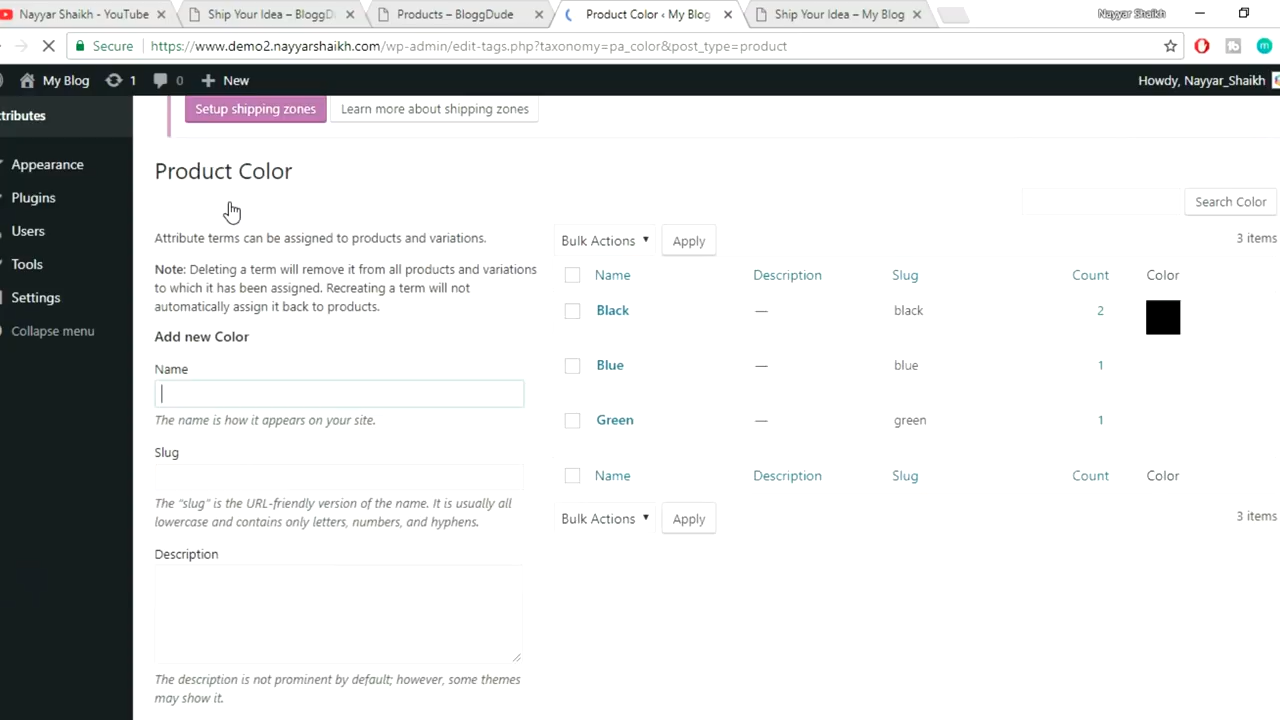 Nayyar Shaikh - YouTube
Ship Your Idea – BloggD
Products – BloggDude
Product Color ‹ My Blog
Ship Your Idea – My Blog
Nayyar Shaikh
Secure https://www.demo2.nayyarshaikh.com/wp-admin/edit-tags.php?taxonomy=pa_color&post_type=product
My Blog 1 0 + New Howdy, Nayyar_Shaikh
tributes
Setup shipping zones Learn more about shipping zones
Appearance
Plugins
Users
Tools
Settings
Collapse menu
Product Color
Search Color
Attribute terms can be assigned to products and variations.
Note: Deleting a term will remove it from all products and variations
to which it has been assigned. Recreating a term will not
automatically assign it back to products.
Add new Color
Name
The name is how it appears on your site.
Slug
The “slug” is the URL-friendly version of the name. It is usually all
lowercase and contains only letters, numbers, and hyphens.
Description
The description is not prominent by default; however, some themes
may show it.
Bulk Actions Apply 3 items
Name Description Slug Count Color
Black — black 2
Blue — blue 1
Green — green 1
Name Description Slug Count Color
Bulk Actions Apply 3 items